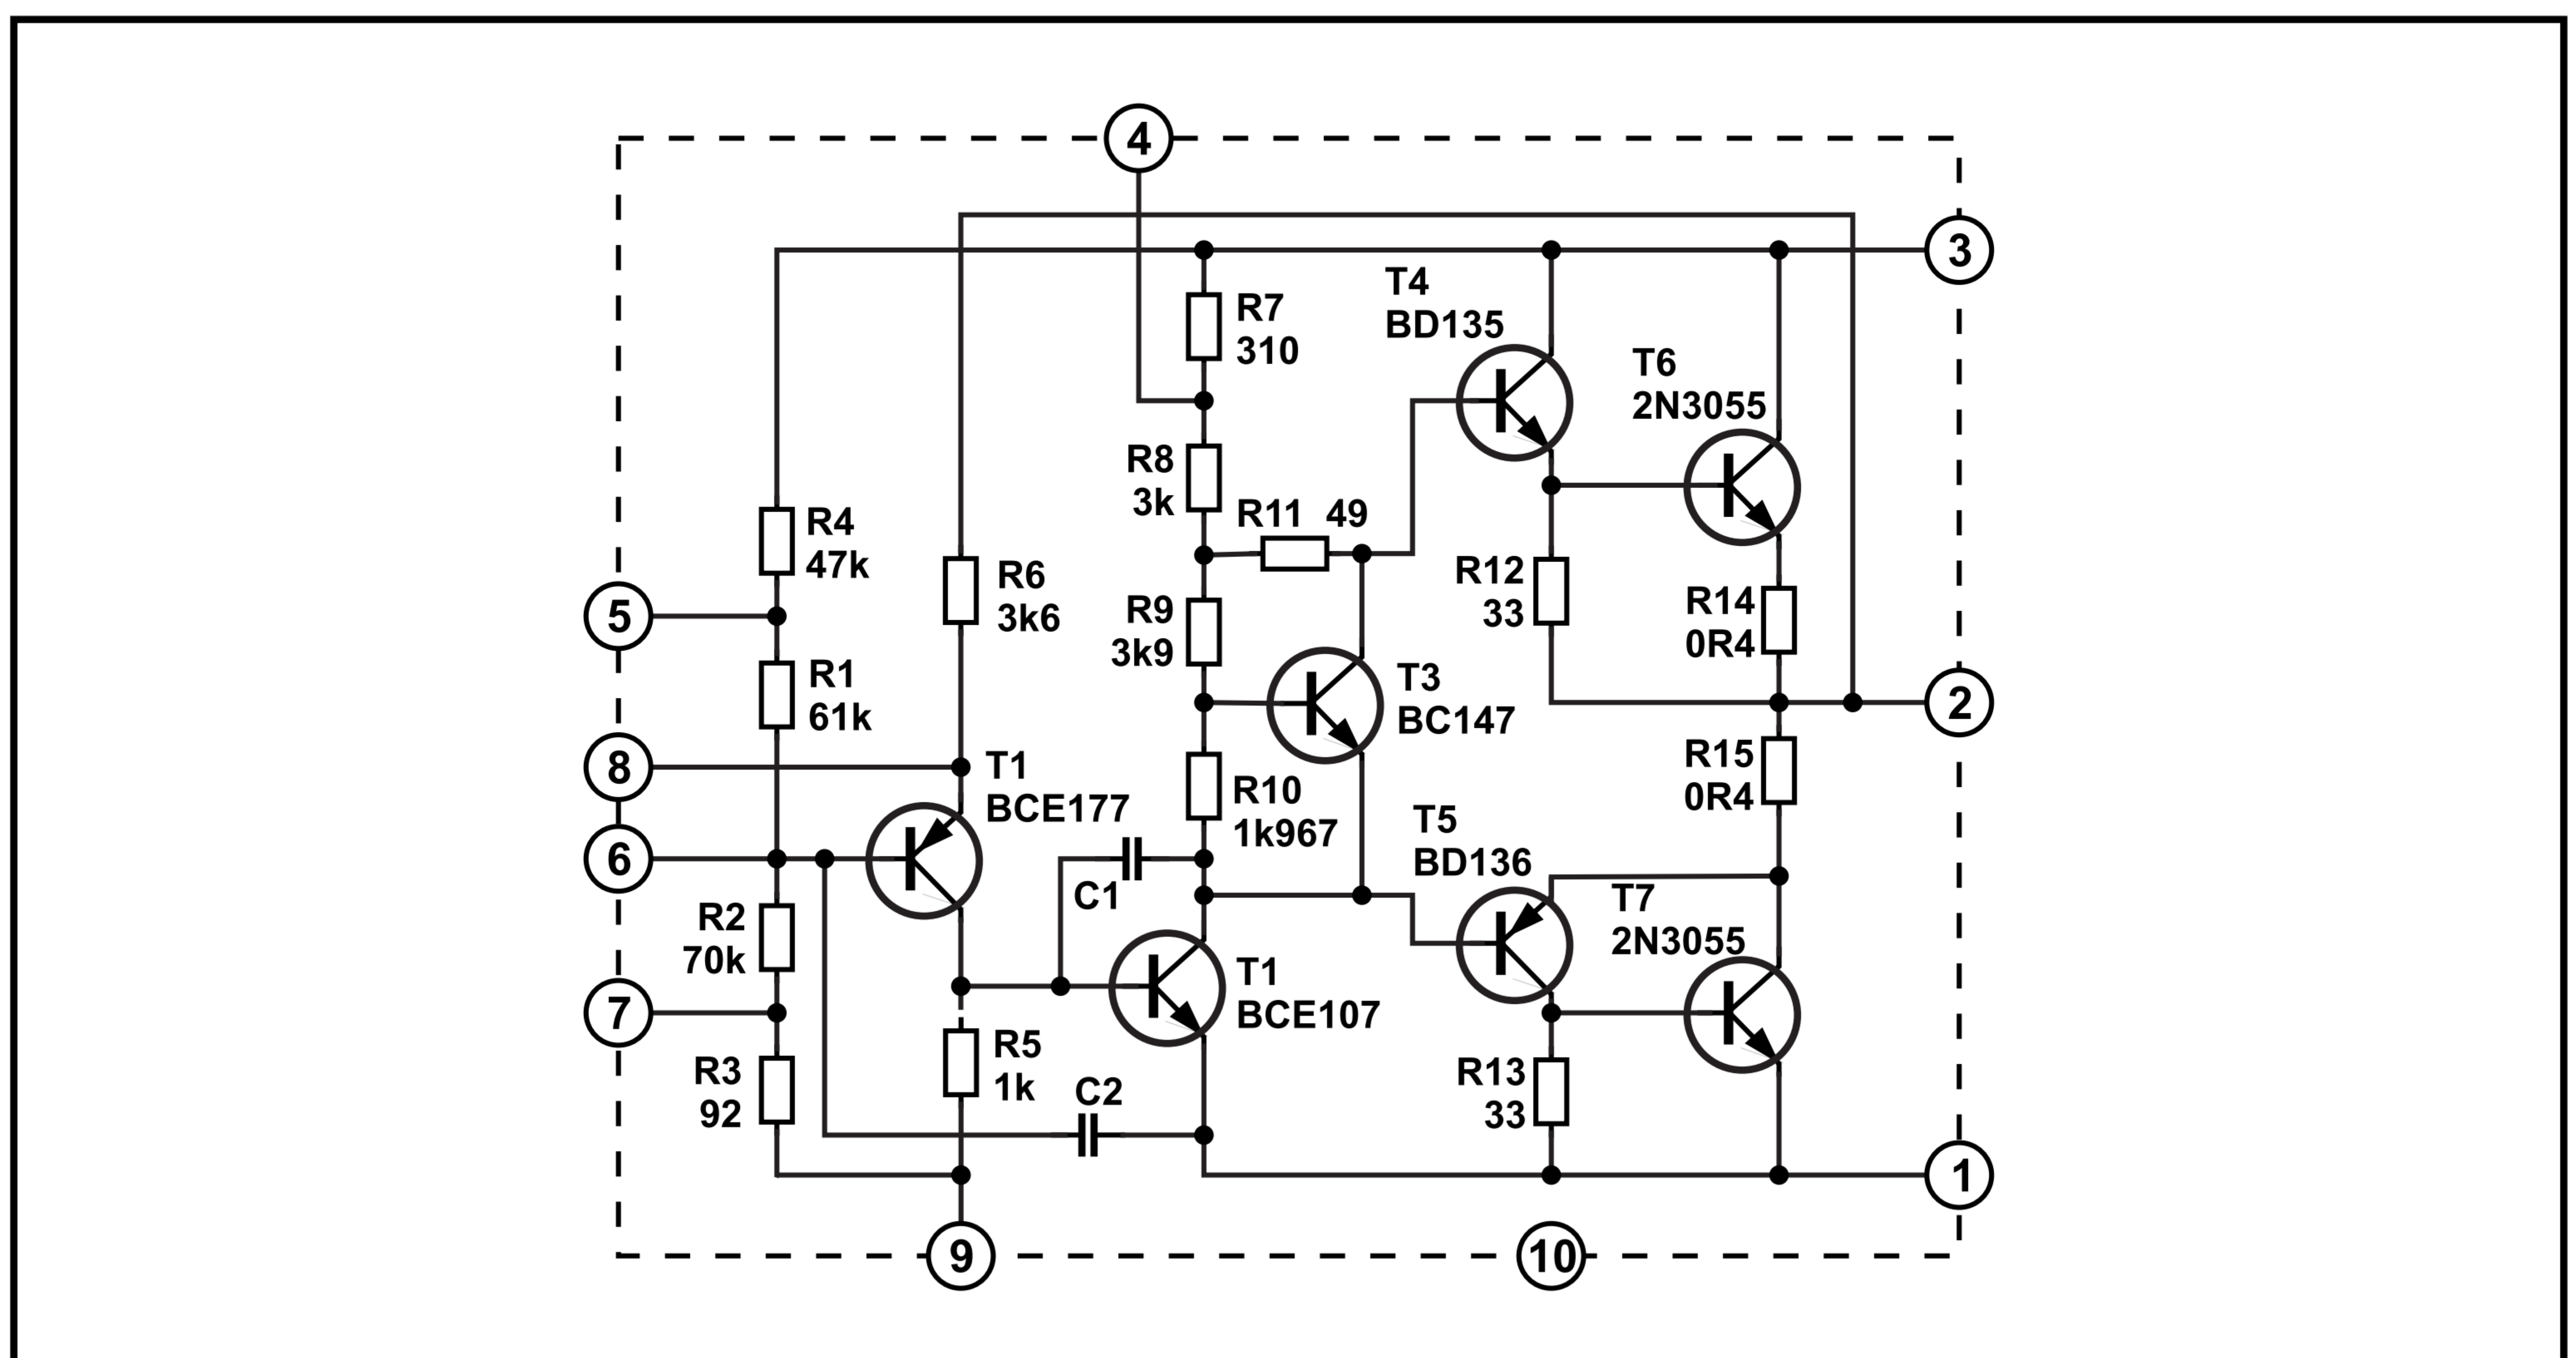 4
3
T4
BD135
R7
310
T6
2N3055
R8
3k
R11 49
R4
47k
R6
3k6
R12
33
R9
3k9
R14
0R4
5
R1
61k
T3
BC147
2
8
T1
BCE177
R15
0R4
R10
1k967
T5
BD136
6
C1
T7
2N3055
R2
70k
T1
BCE107
7
R5
1k
R3
92
C2
R13
33
1
9
10